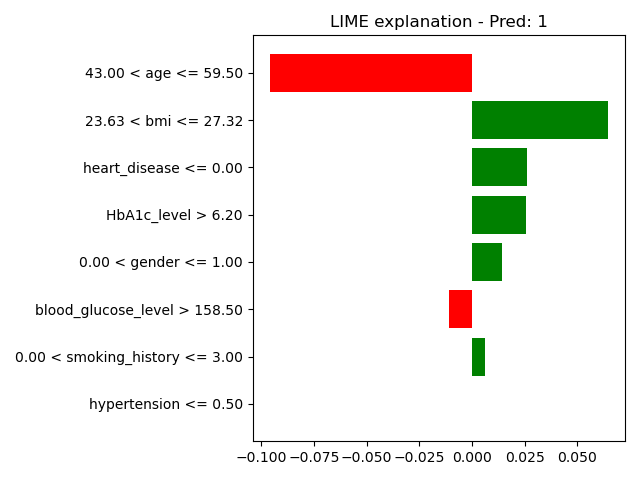 LIME explanation - Pred: 1
43.00 < age <= 59.50
23.63 < bmi <= 27.32
heart_disease <= 0.00
HbA1c_level > 6.20
0.00 < gender <= 1.00
blood_glucose_level > 158.50
0.00 < smoking_history <= 3.00
hypertension <= 0.50
−0.100 −0.075 −0.050 −0.025 0.000 0.025 0.050